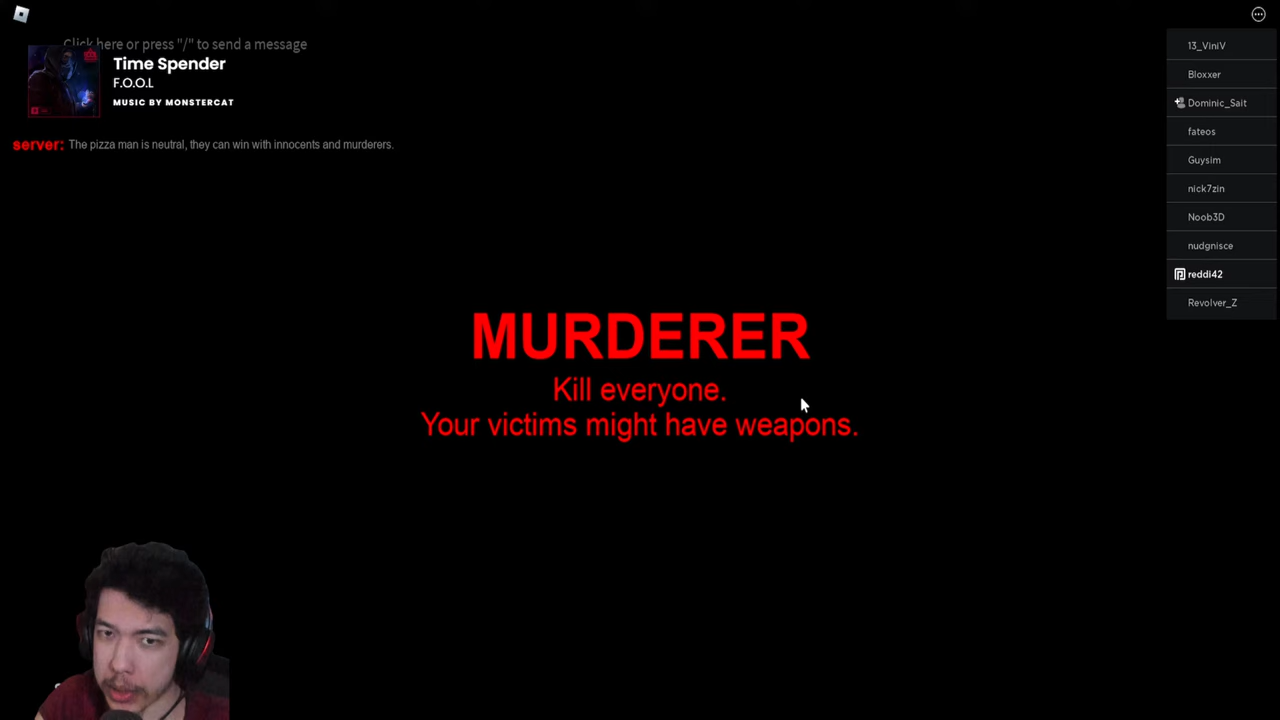 Click here or press "/" to send a message
Time Spender
F.O.O.L
MUSIC BY MONSTERCAT
server: The pizza man is neutral, they can win with innocents and murderers.
MURDERER
Kill everyone.
Your victims might have weapons.
13_ViniV
Bloxxer
Dominic_Sait
fateos
Guysim
nick7zin
Noob3D
nudgnisce
reddi42
Revolver_Z